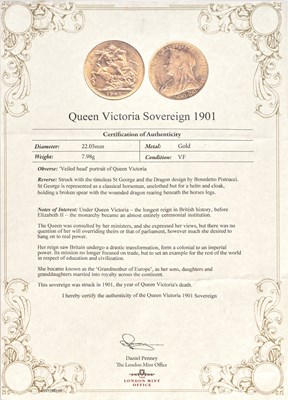 Queen Victoria Sovereign 1901
Certification of Authenticity
Diameter: 22.05mm Metal: Gold
Weight: 7.98g Condition: VF
Obverse: 'Veiled head' portrait of Queen Victoria
Reverse: Struck with the timeless St George and the Dragon design by Benedetto Pistrucci.
St George is represented as a classical horseman, unclothed but for a helm and cloak,
holding a broken spear with the wounded dragon rearing beneath the horses legs.
Notes of Interest: Under Queen Victoria – the longest reign in British history, before
Elizabeth II – the monarchy became an almost entirely ceremonial institution.
The Queen was consulted by her ministers, and she expressed her views, but there was no
question of her will overriding theirs or that of parliament, however much she desired to
hang on to real power.
Her reign saw Britain undergo a drastic transformation, form a colonial to an imperial
power. Its mission no longer focused on trade, but to set an example for the rest of the world
in respect of education and civilization.
She became known as the 'Grandmother of Europe', as her sons, daughters and
granddaughters married into royalty across the continent.
This sovereign was struck in 1901, the year of Queen Victoria's death.
I hereby certify the authenticity of the Queen Victoria 1901 Sovereign
Daniel Penney
The London Mint Office
LONDON MINT
OFFICE